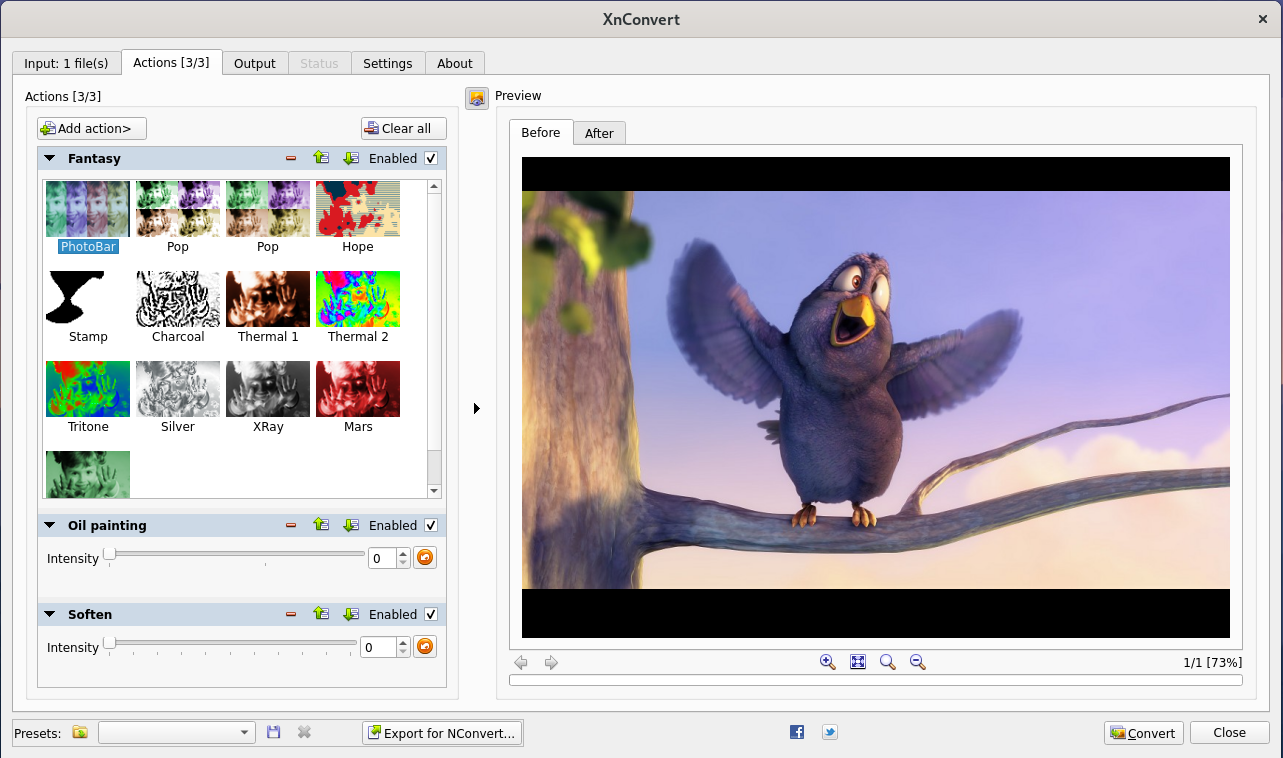 XnConvert
Input: 1 file(s) Actions [3/3] Output Status Settings About
Actions [3/3]
Preview
Add action>
Clear all
Before After
Fantasy Enabled
PhotoBar Pop Pop Hope
Stamp Charcoal Thermal 1 Thermal 2
Tritone Silver XRay Mars
Oil painting Enabled
Intensity 0
Soften Enabled
Intensity 0
1/1 [73%]
Presets:
Export for NConvert...
Convert
Close